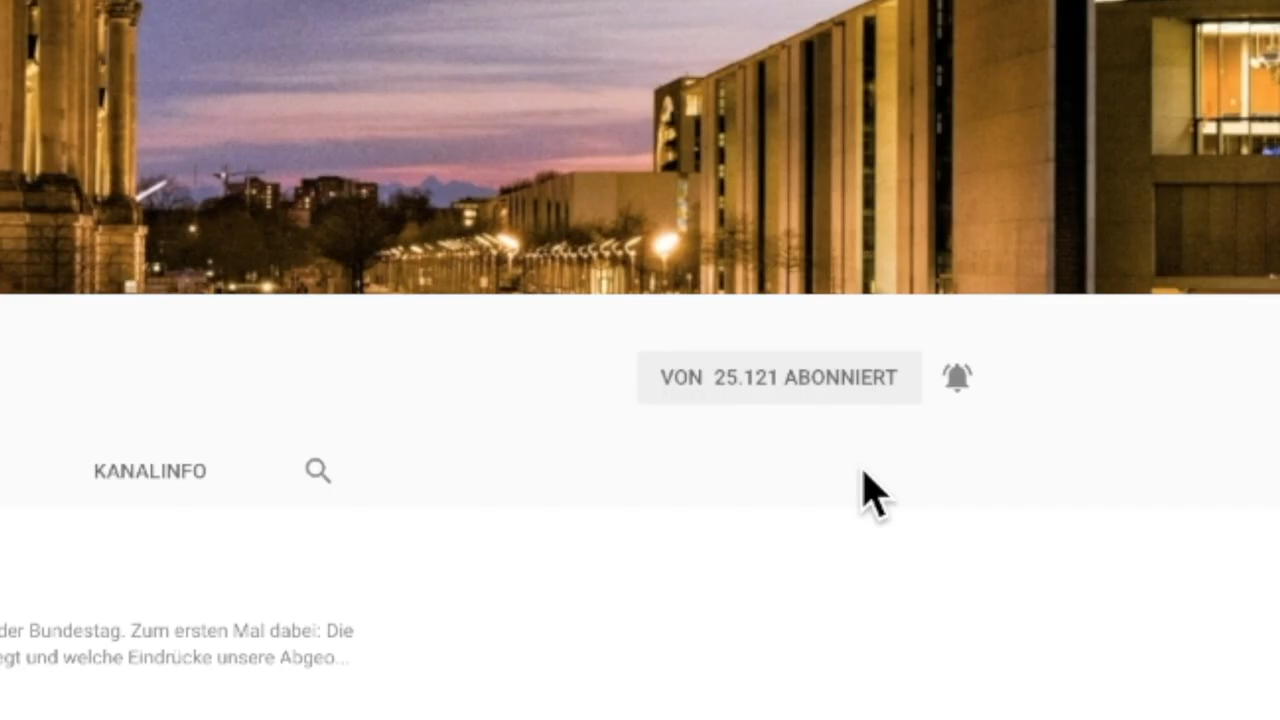 VON 25.121 ABONNIERT
KANALINFO
der Bundestag. Zum ersten Mal dabei: Die
egt und welche Eindrücke unsere Abgeo...